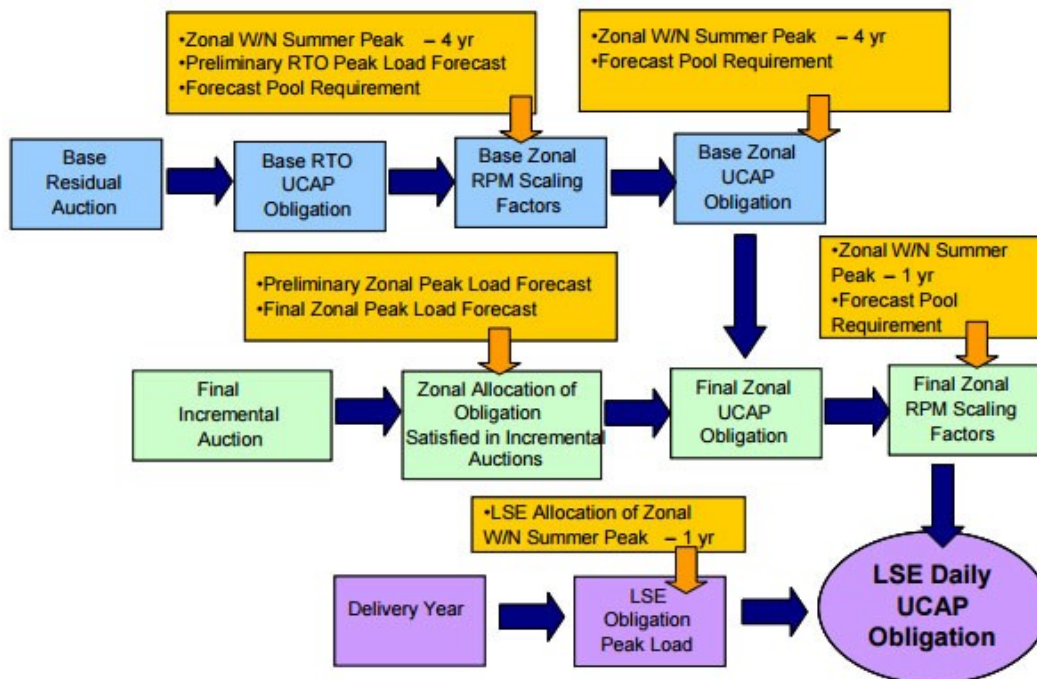 •Zonal W/N Summer Peak – 4 yr
•Preliminary RTO Peak Load Forecast
•Forecast Pool Requirement
•Zonal W/N Summer Peak – 4 yr
•Forecast Pool Requirement
Base
Residual
Auction
Base RTO
UCAP
Obligation
Base Zonal
RPM Scaling
Factors
Base Zonal
UCAP
Obligation
•Preliminary Zonal Peak Load Forecast
•Final Zonal Peak Load Forecast
•Zonal W/N Summer
Peak – 1 yr
•Forecast Pool
Requirement
Final
Incremental
Auction
Zonal Allocation of
Obligation
Satisfied in Incremental
Auctions
Final Zonal
UCAP
Obligation
Final Zonal
RPM Scaling
Factors
•LSE Allocation of Zonal
W/N Summer Peak – 1 yr
Delivery Year
LSE
Obligation
Peak Load
LSE Daily
UCAP
Obligation